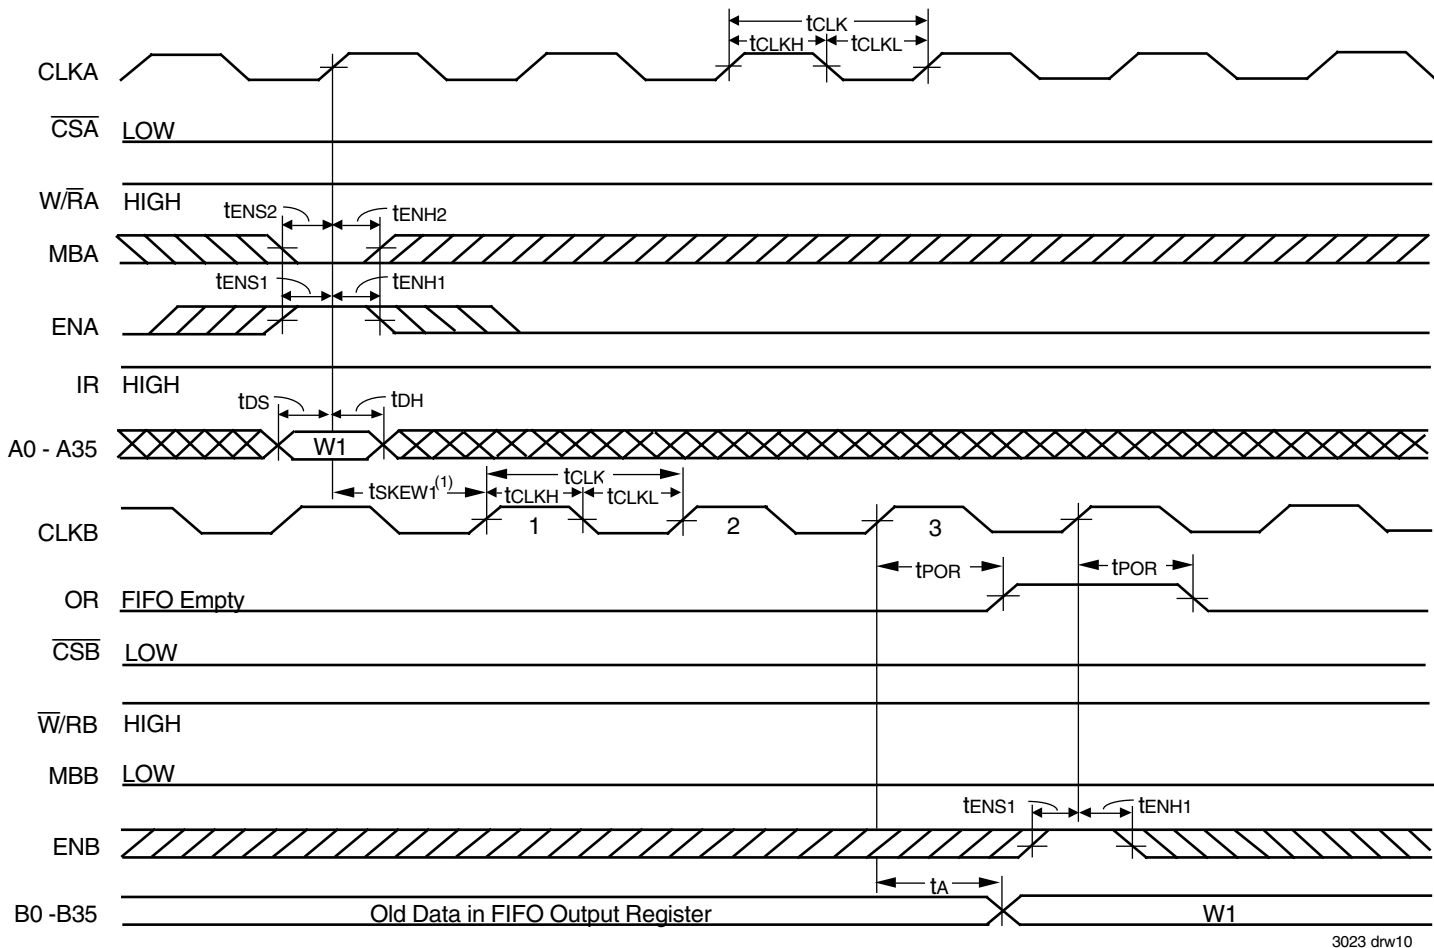 tCLK
tCLKH tCLKL
CLKA
CSA LOW
W/RA HIGH
tENS2 tENH2
MBA
tENS1 tENH1
ENA
IR HIGH
tDS tDH
A0 - A35 W1
tCLK
tSKEW1(1) tCLKH tCLKL
CLKB 1 2 3
tPOR tPOR
OR FIFO Empty
CSB LOW
W/RB HIGH
MBB LOW
tENS1 tENH1
ENB
tA
B0 -B35 Old Data in FIFO Output Register W1
3023 drw10